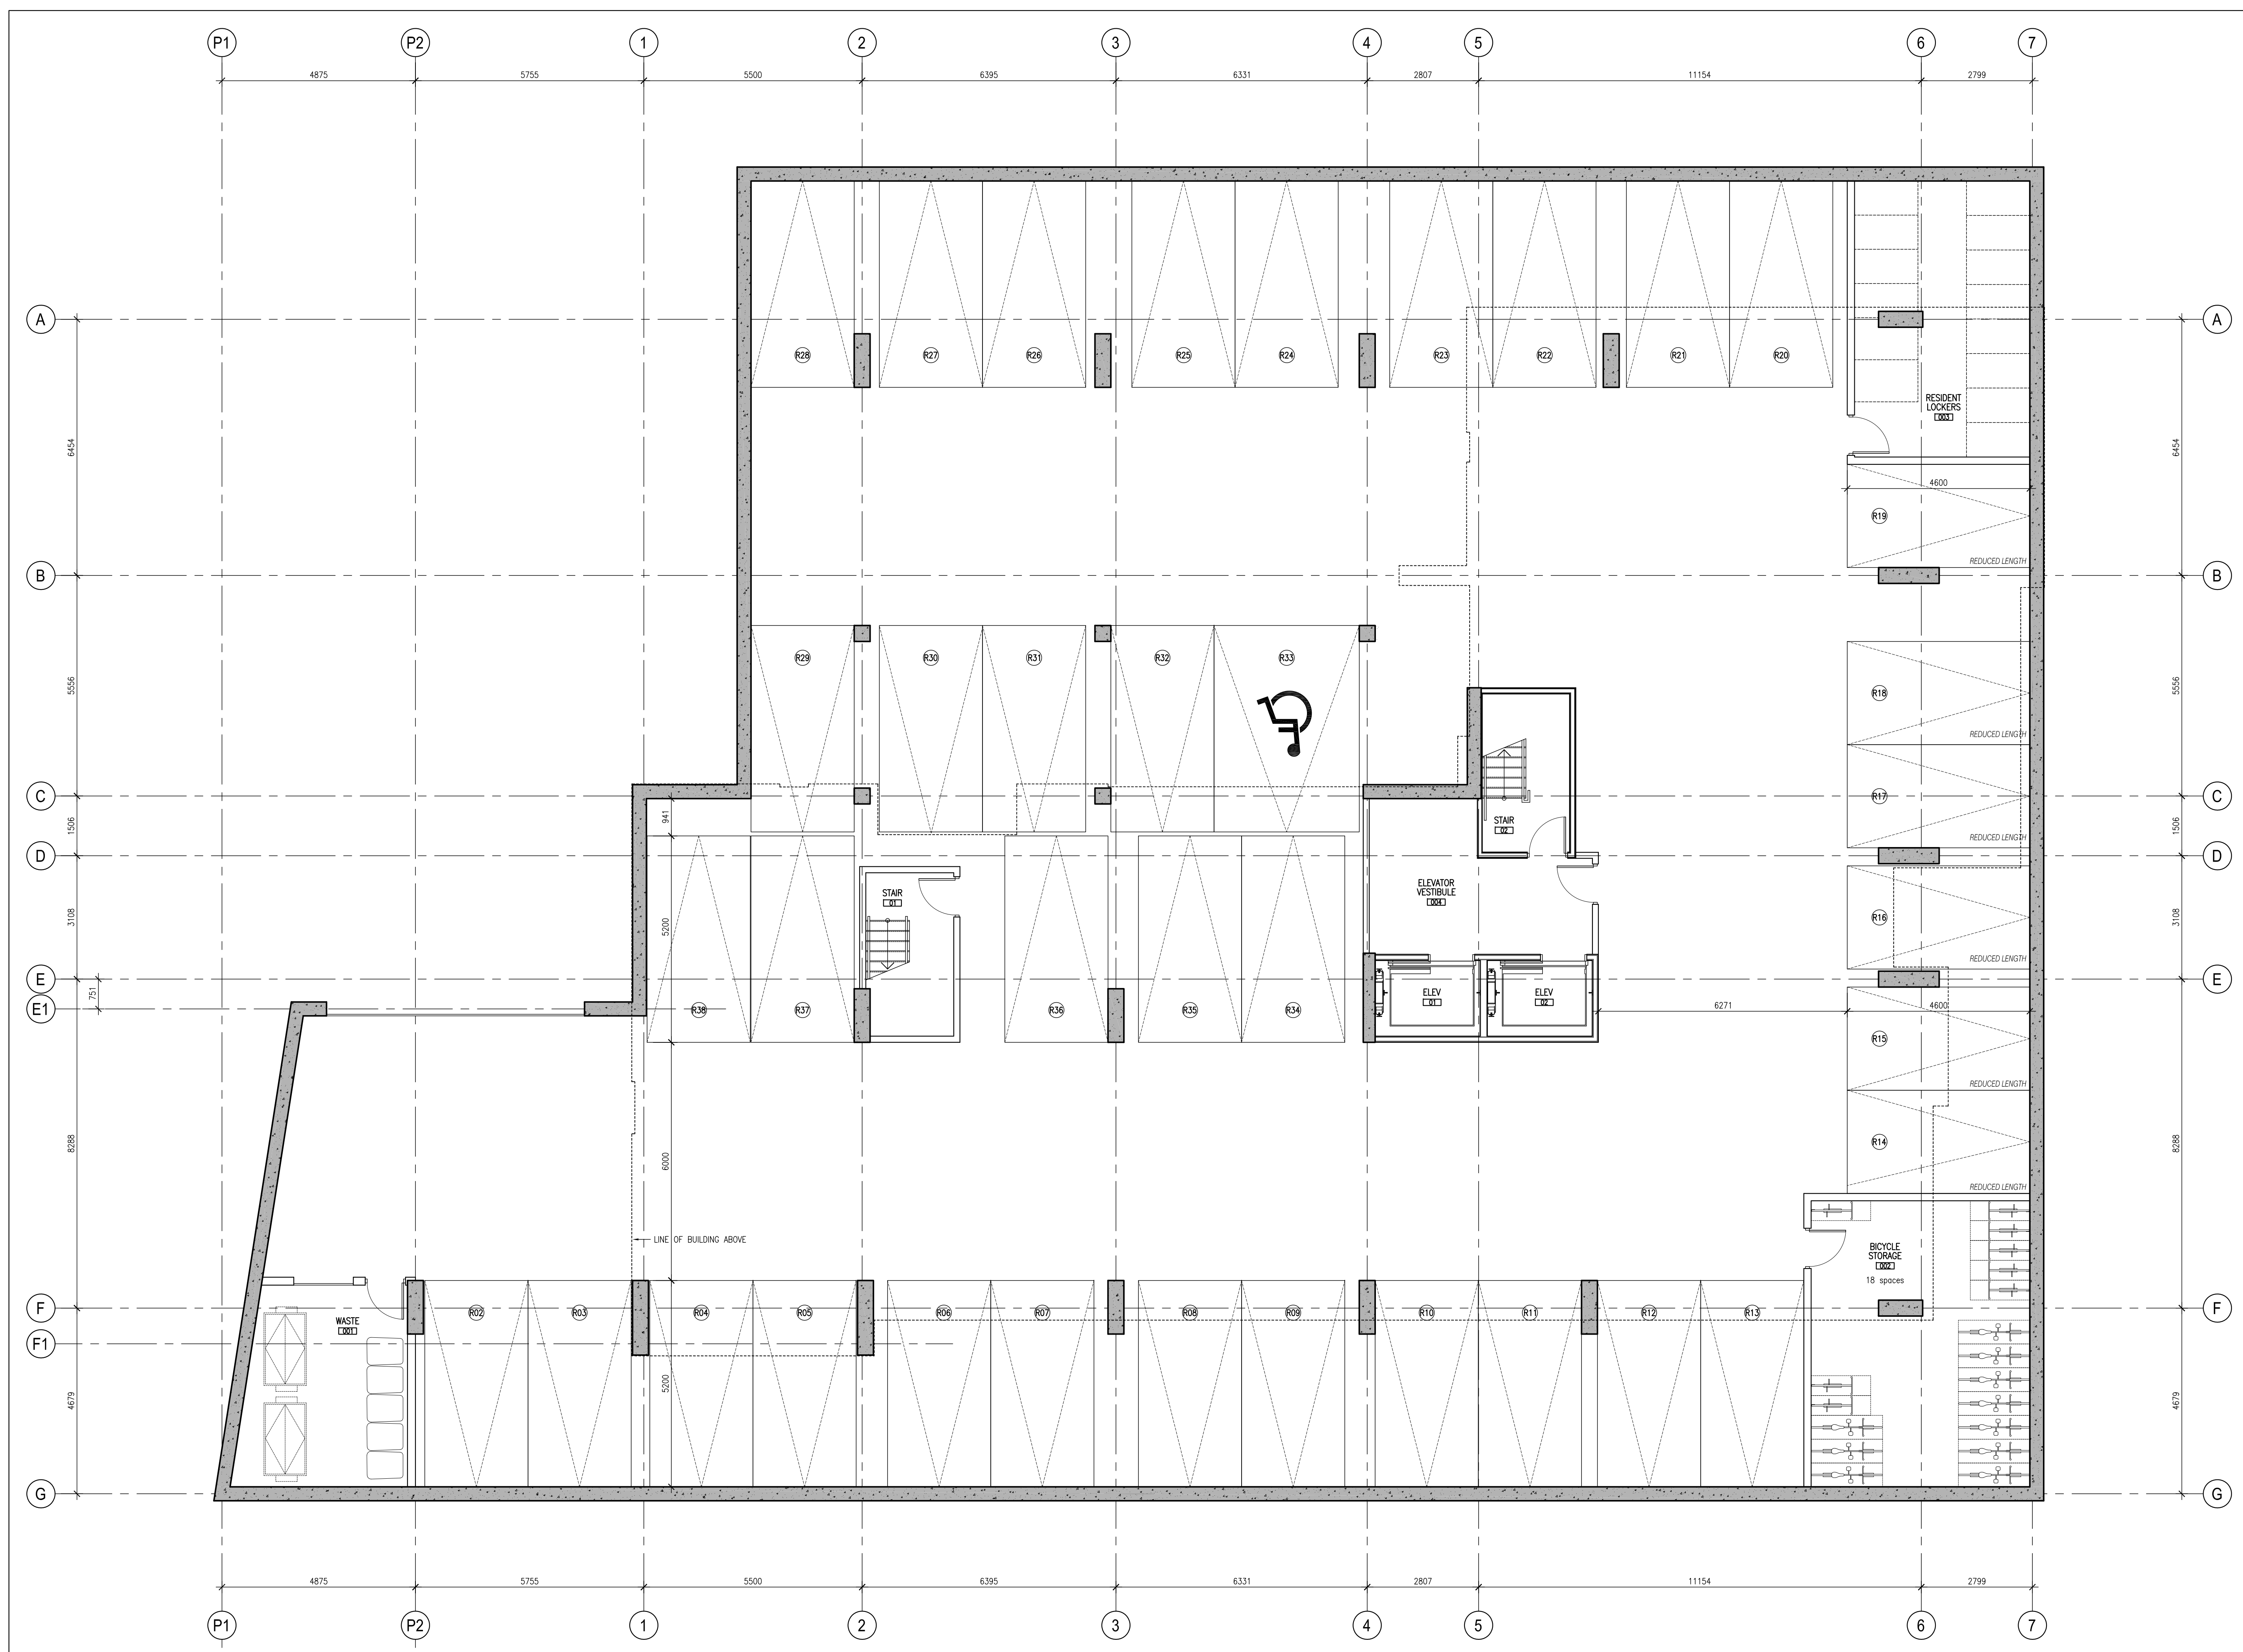 P1
P2
1
2
3
4
5
6
7
4875
5755
5500
6395
6331
2807
11154
2799
A
A
R28
R27
R26
R25
R24
R23
R22
R21
R20
RESIDENT
LOCKERS
003
6454
6454
4600
R19
REDUCED LENGTH
B
B
R29
R30
R31
R32
R33
5556
5556
R18
REDUCED LENGTH
C
C
R17
941
1506
1506
STAIR
02
REDUCED LENGTH
D
D
STAIR
01
ELEVATOR
VESTIBULE
004
3108
5200
R16
3108
REDUCED LENGTH
E
E
751
ELEV
01
ELEV
02
E1
R38
R37
R36
R35
R34
6271
4600
R15
REDUCED LENGTH
8288
6000
R14
8288
REDUCED LENGTH
LINE OF BUILDING ABOVE
BICYCLE
STORAGE
002
18 spaces
F
F
WASTE
001
R02
R03
R04
R05
R06
R07
R08
R09
R10
R11
R12
R13
F1
5200
4679
4679
G
G
4875
5755
5500
6395
6331
2807
11154
2799
P1
P2
1
2
3
4
5
6
7